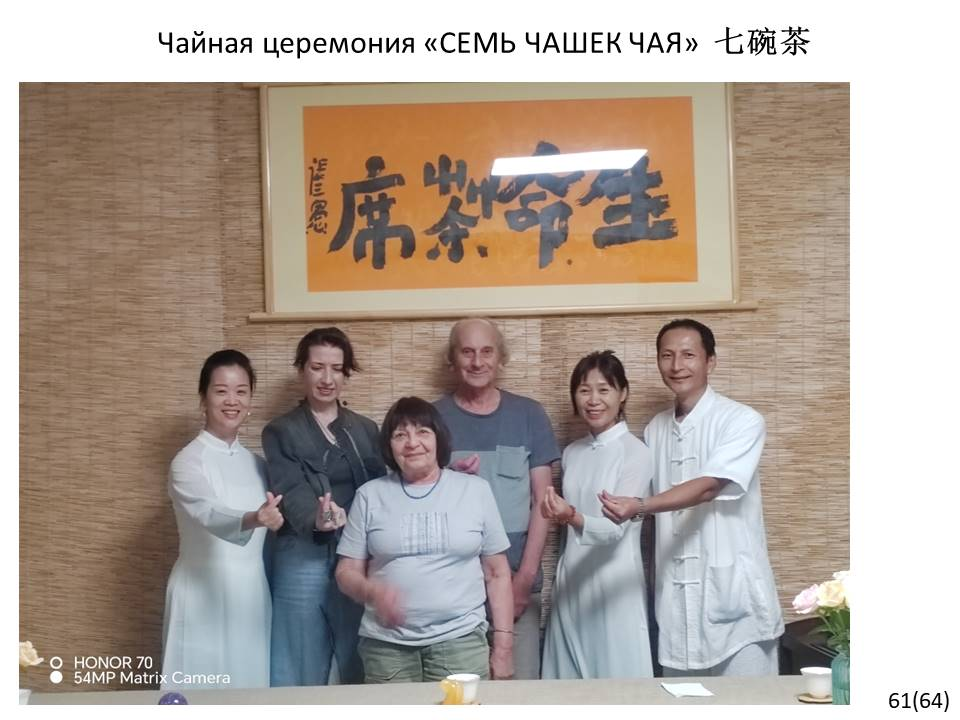 Чайная церемония «СЕМЬ ЧАШЕК ЧАЯ» 七碗茶
生命茶席
HONOR 70
54MP Matrix Camera
61(64)